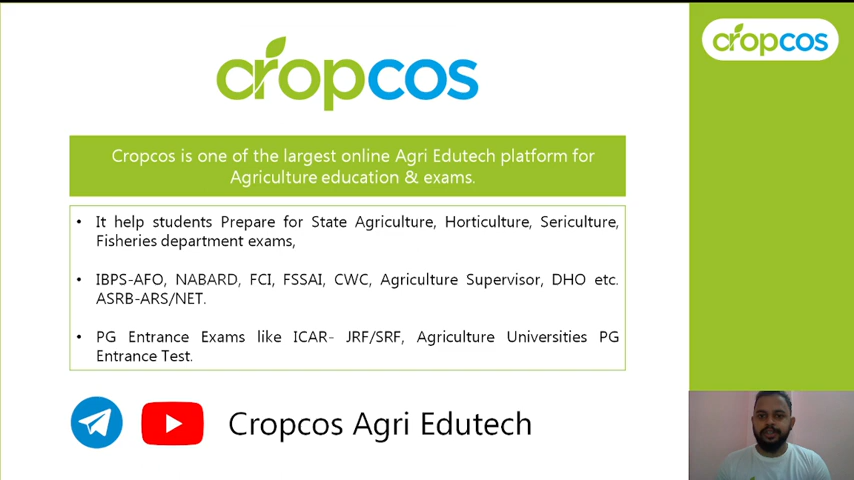 cropcos
cropcos
Cropcos is one of the largest online Agri Edutech platform for
Agriculture education & exams.
• It help students Prepare for State Agriculture, Horticulture, Sericulture,
Fisheries department exams,
• IBPS-AFO, NABARD, FCI, FSSAI, CWC, Agriculture Supervisor, DHO etc.
ASRB-ARS/NET.
• PG Entrance Exams like ICAR- JRF/SRF, Agriculture Universities PG
Entrance Test.
Cropcos Agri Edutech